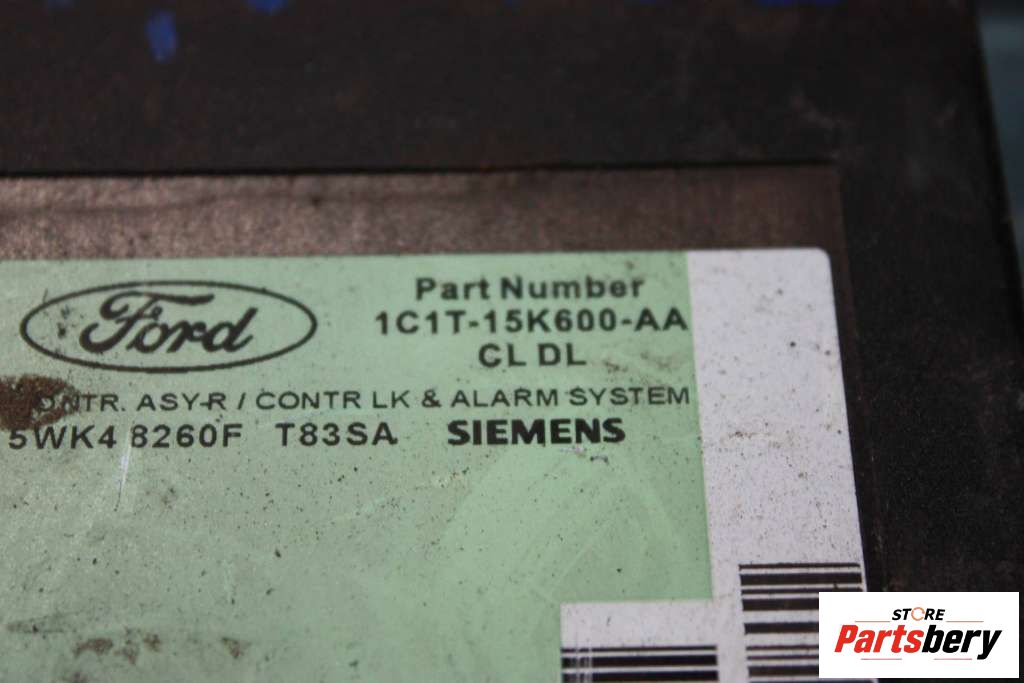 Ford
Part Number
1C1T-15K600-AA
CL DL
CONTR. ASY-R / CONTR LK & ALARM SYSTEM
5WK4 8260F T83SA SIEMENS
STORE
Partsbery